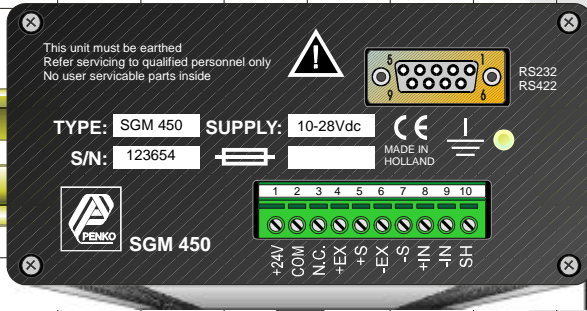 This unit must be earthed
Refer servicing to qualified personnel only
No user servicable parts inside
!
5 1
9 6
RS232
RS422
TYPE: SGM 450 SUPPLY: 10-28Vdc
S/N: 123654
CE
MADE IN
HOLLAND
PENKO
SGM 450
1 2 3 4 5 6 7 8 9 10
+24V COM N.C. +EX +S -EX -S +IN -IN SH